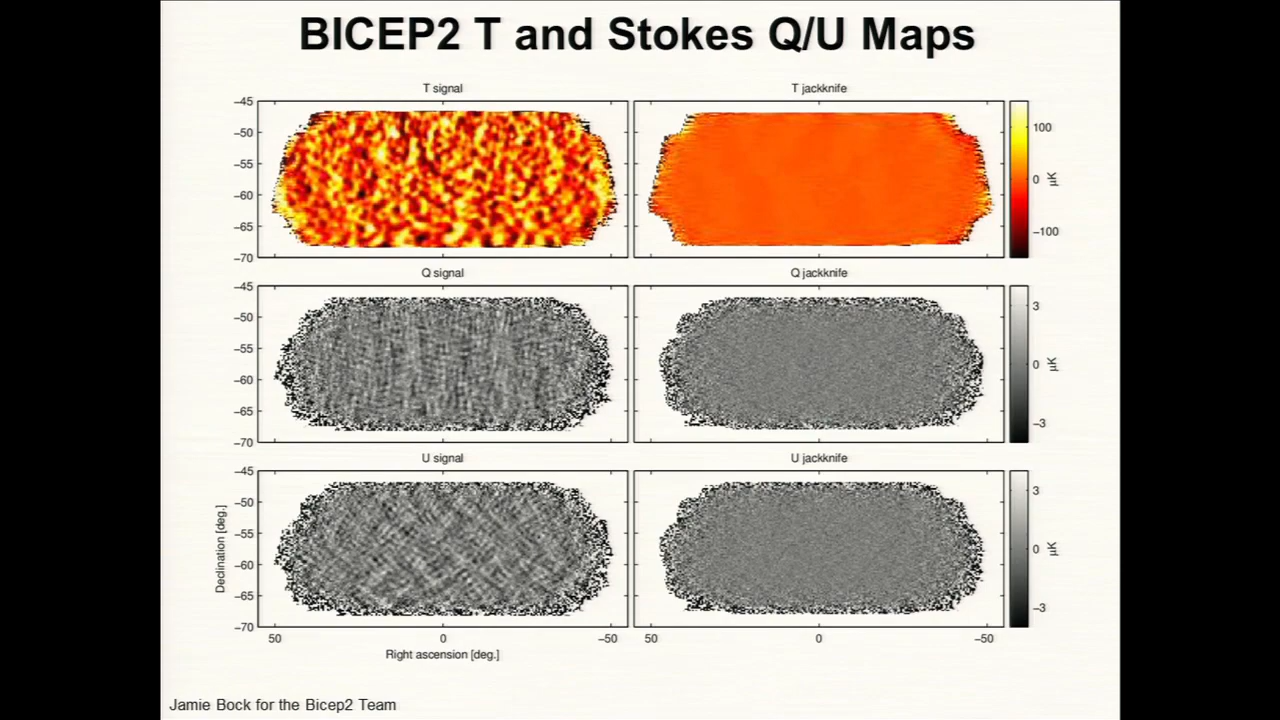 BICEP2 T and Stokes Q/U Maps
T signal
T jackknife
−45
−50
−55
−60
−65
−70
100
0
−100
µK
Q signal
Q jackknife
−45
−50
−55
−60
−65
−70
3
0
−3
µK
U signal
U jackknife
−45
−50
−55
−60
−65
−70
Declination [deg.]
3
0
−3
µK
50
0
−50
50
0
−50
Right ascension [deg.]
Jamie Bock for the Bicep2 Team